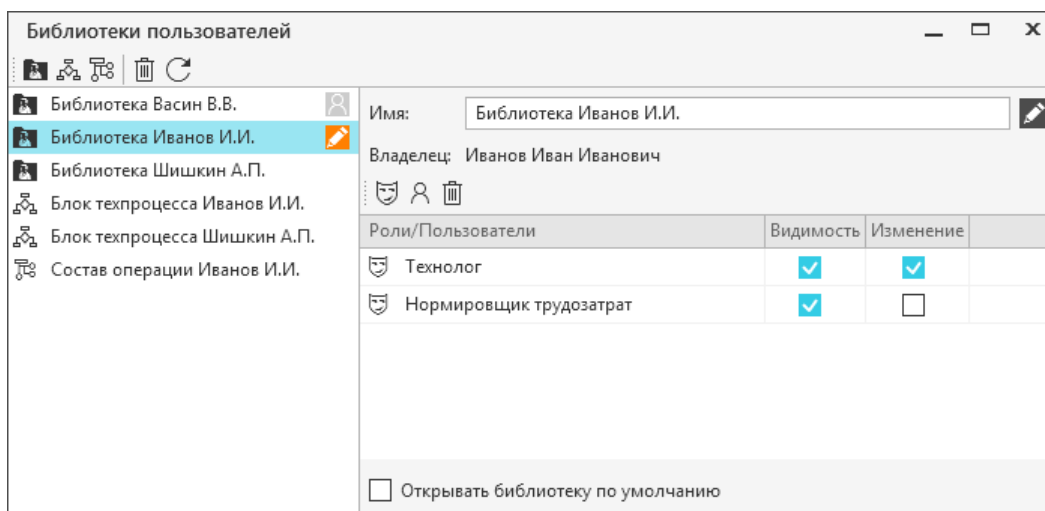 Библиотеки пользователей
Библиотека Васин В.В.
Библиотека Иванов И.И.
Библиотека Шишкин А.П.
Блок техпроцесса Иванов И.И.
Блок техпроцесса Шишкин А.П.
Состав операции Иванов И.И.
Имя: Библиотека Иванов И.И.
Владелец: Иванов Иван Иванович
Роли/Пользователи Видимость Изменение
Технолог
Нормировщик трудозатрат
Открывать библиотеку по умолчанию